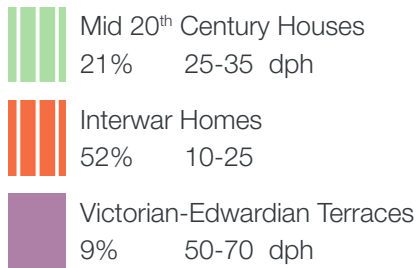 Mid 20th Century Houses
21% 25-35 dph
Interwar Homes
52% 10-25
Victorian-Edwardian Terraces
9% 50-70 dph